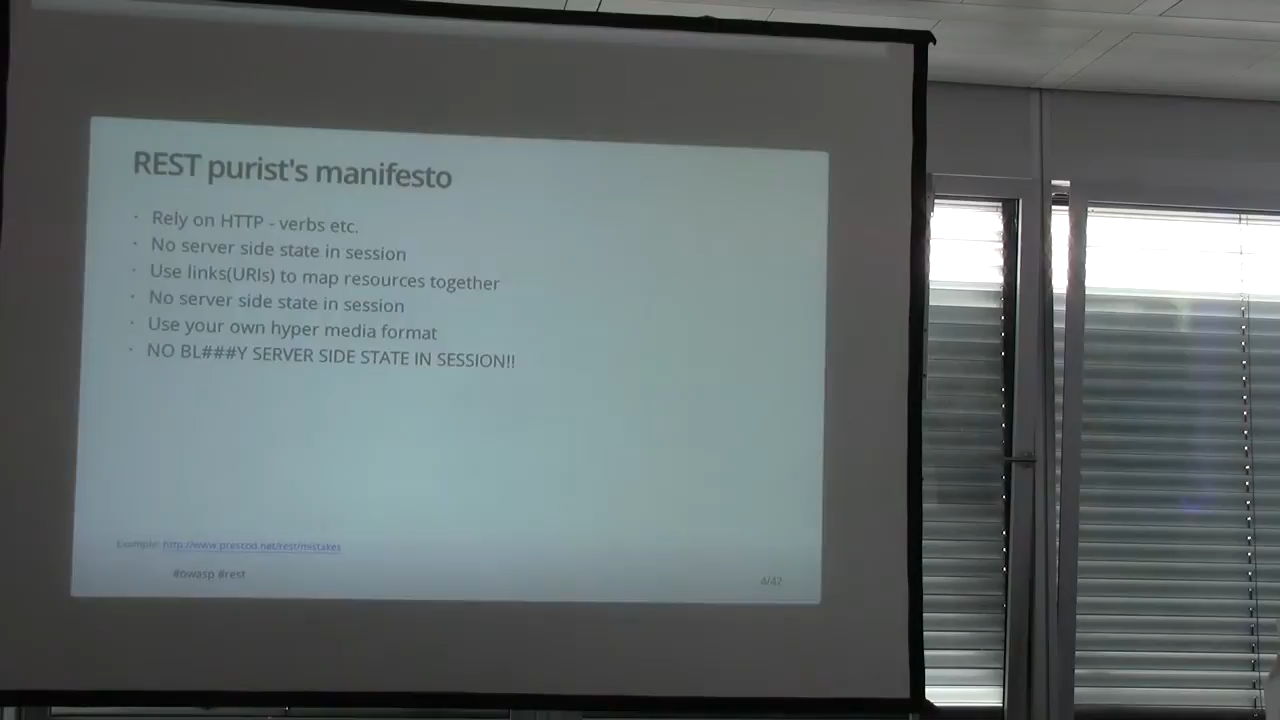 REST purist's manifesto
· Rely on HTTP - verbs etc.
· No server side state in session
· Use links(URIs) to map resources together
· No server side state in session
· Use your own hyper media format
· NO BL###Y SERVER SIDE STATE IN SESSION!!
Example: http://www.prescod.net/rest/mistakes
#owasp #rest
4/42